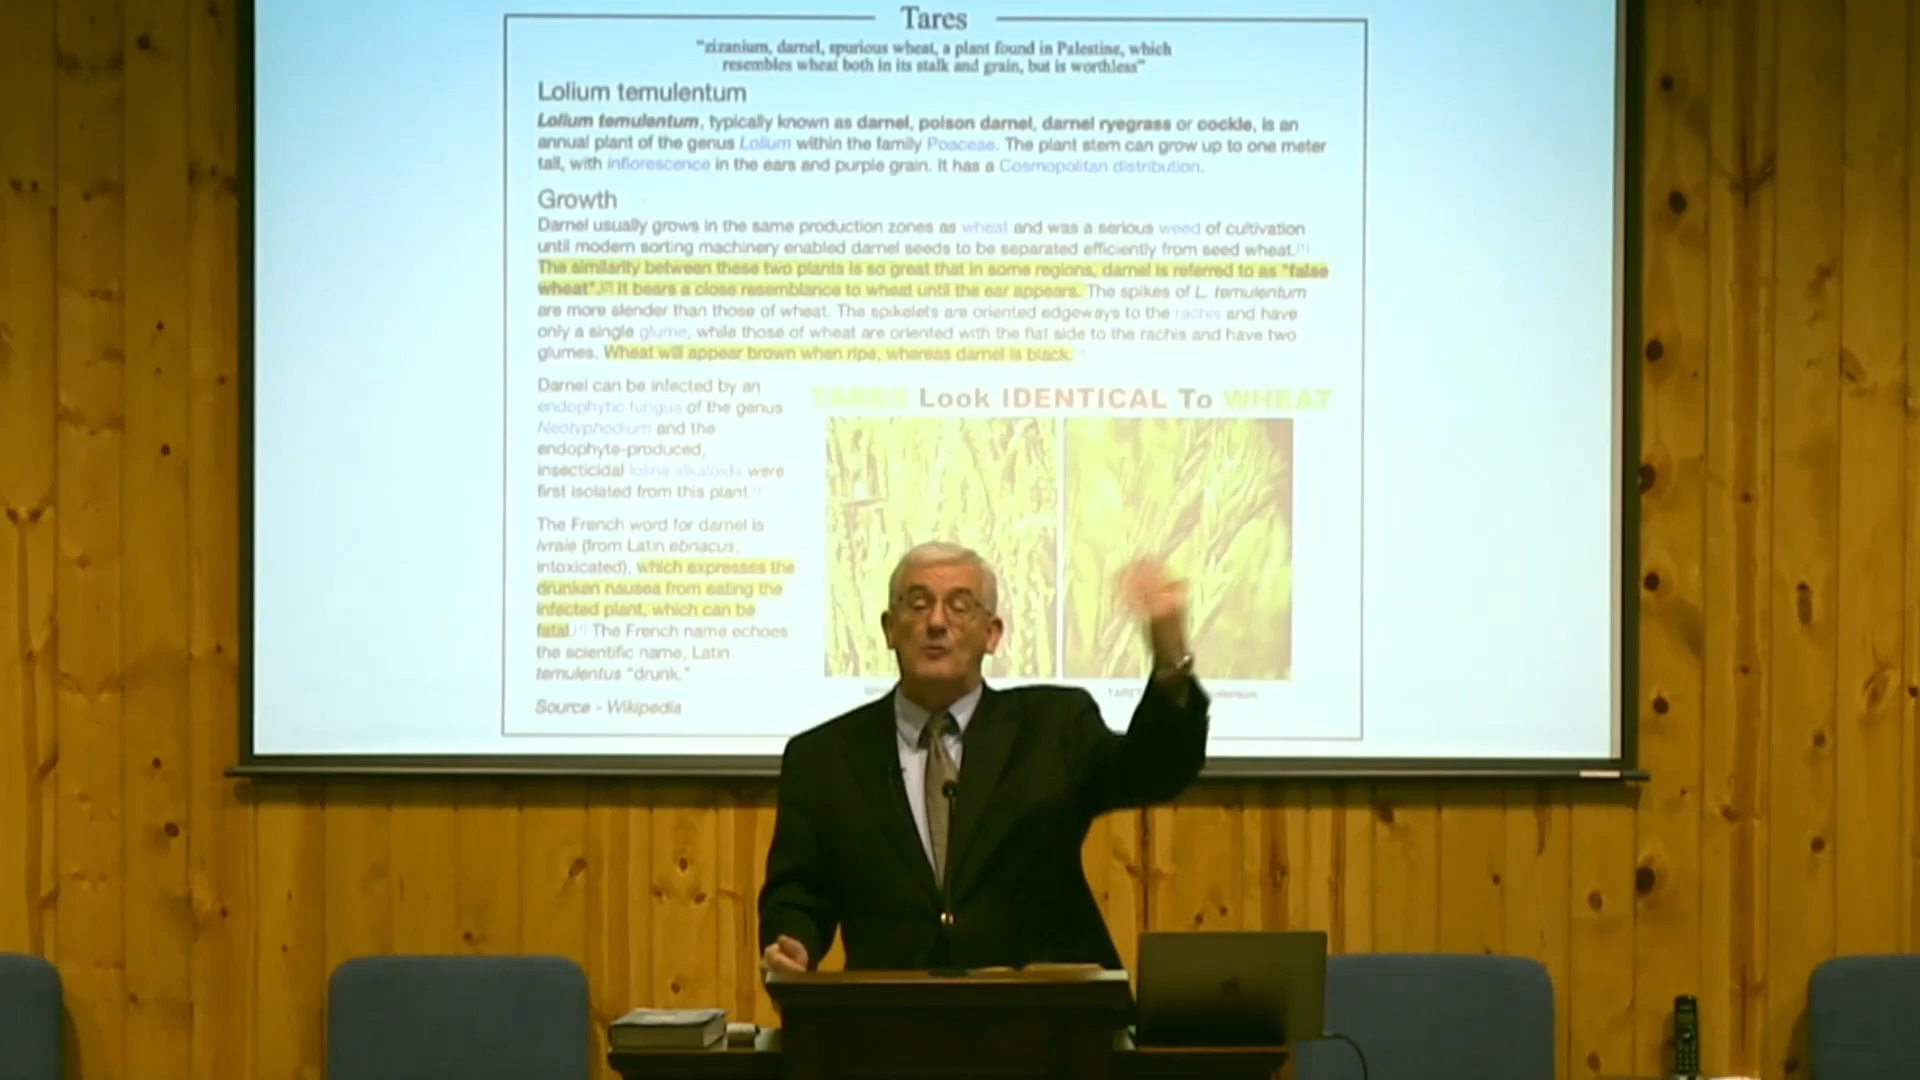 Tares
"zizanium, darnel, spurious wheat, a plant found in Palestine, which
resembles wheat both in its stalk and grain, but is worthless"
Lolium temulentum
Lolium temulentum, typically known as darnel, poison darnel, darnel ryegrass or cockle, is an
annual plant of the genus Lolium within the family Poaceae. The plant stem can grow up to one meter
tall, with inflorescence in the ears and purple grain. It has a Cosmopolitan distribution.
Growth
Darnel usually grows in the same production zones as wheat and was a serious weed of cultivation
until modern sorting machinery enabled darnel seeds to be separated efficiently from seed wheat.[1]
The similarity between these two plants is so great that in some regions, darnel is referred to as "false
wheat". It bears a close resemblance to wheat until the ear appears. The spikes of L. temulentum
are more slender than those of wheat. The spikelets are oriented edgeways to the rachis and have
only a single glume, while those of wheat are oriented with the flat side to the rachis and have two
glumes. Wheat will appear brown when ripe, whereas darnel is black.
Darnel can be infected by an
endophytic fungus of the genus
Neotyphodium and the
endophyte-produced,
insecticidal loline alkaloids were
first isolated from this plant.
The French word for darnel is
ivraie (from Latin ebriacus,
intoxicated), which expresses the
drunken nausea from eating the
infected plant, which can be
fatal. The French name echoes
the scientific name, Latin
temulentus "drunk."
Source - Wikipedia
TARES Look IDENTICAL To WHEAT